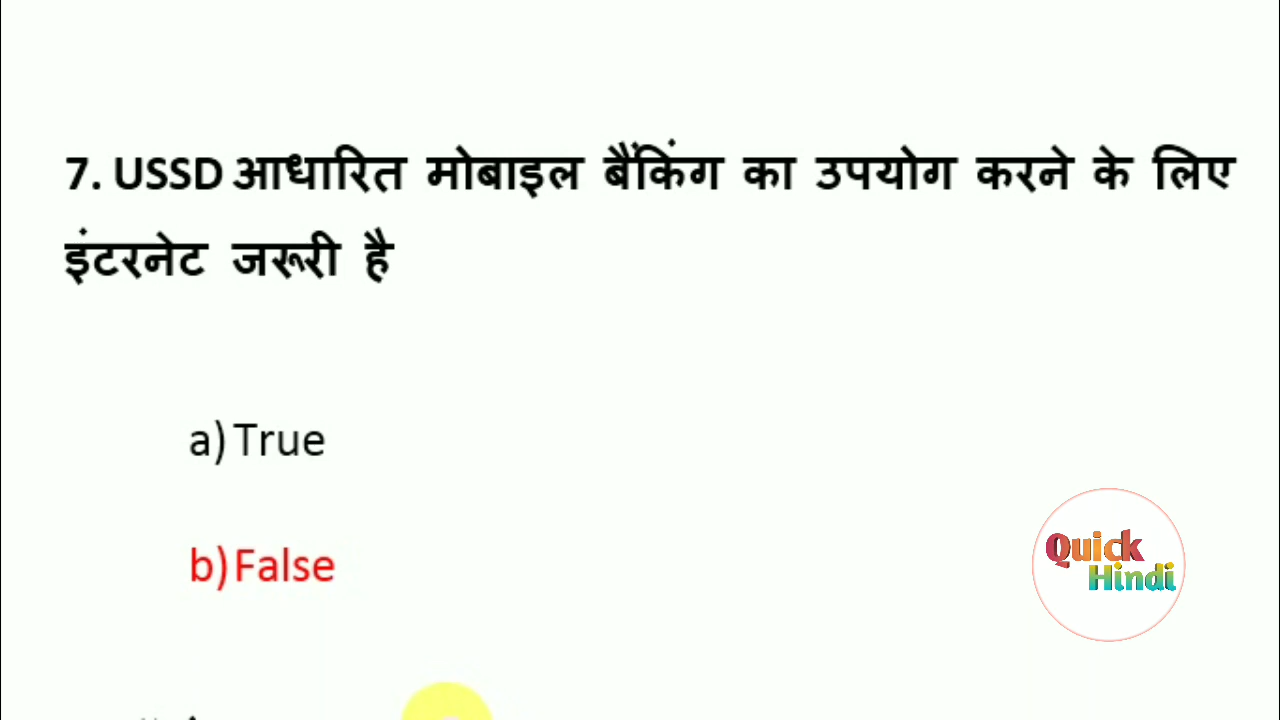 7. USSD आधारित मोबाइल बैंकिंग का उपयोग करने के लिए
इंटरनेट जरूरी है
a) True
b) False
Quick
Hindi